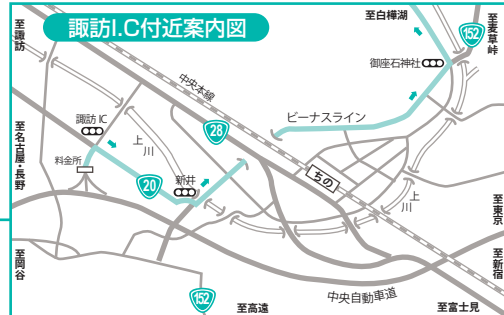 諏訪I.C付近案内図
至諏訪
至白樺湖
152
至麦草峠
御座石神社
中央本線
ビーナスライン
諏訪IC
上川
28
至名古屋・長野
料金所
20
新井
ちの
上川
至東京
至岡谷
至新宿
152
至高遠
中央自動車道
至富士見